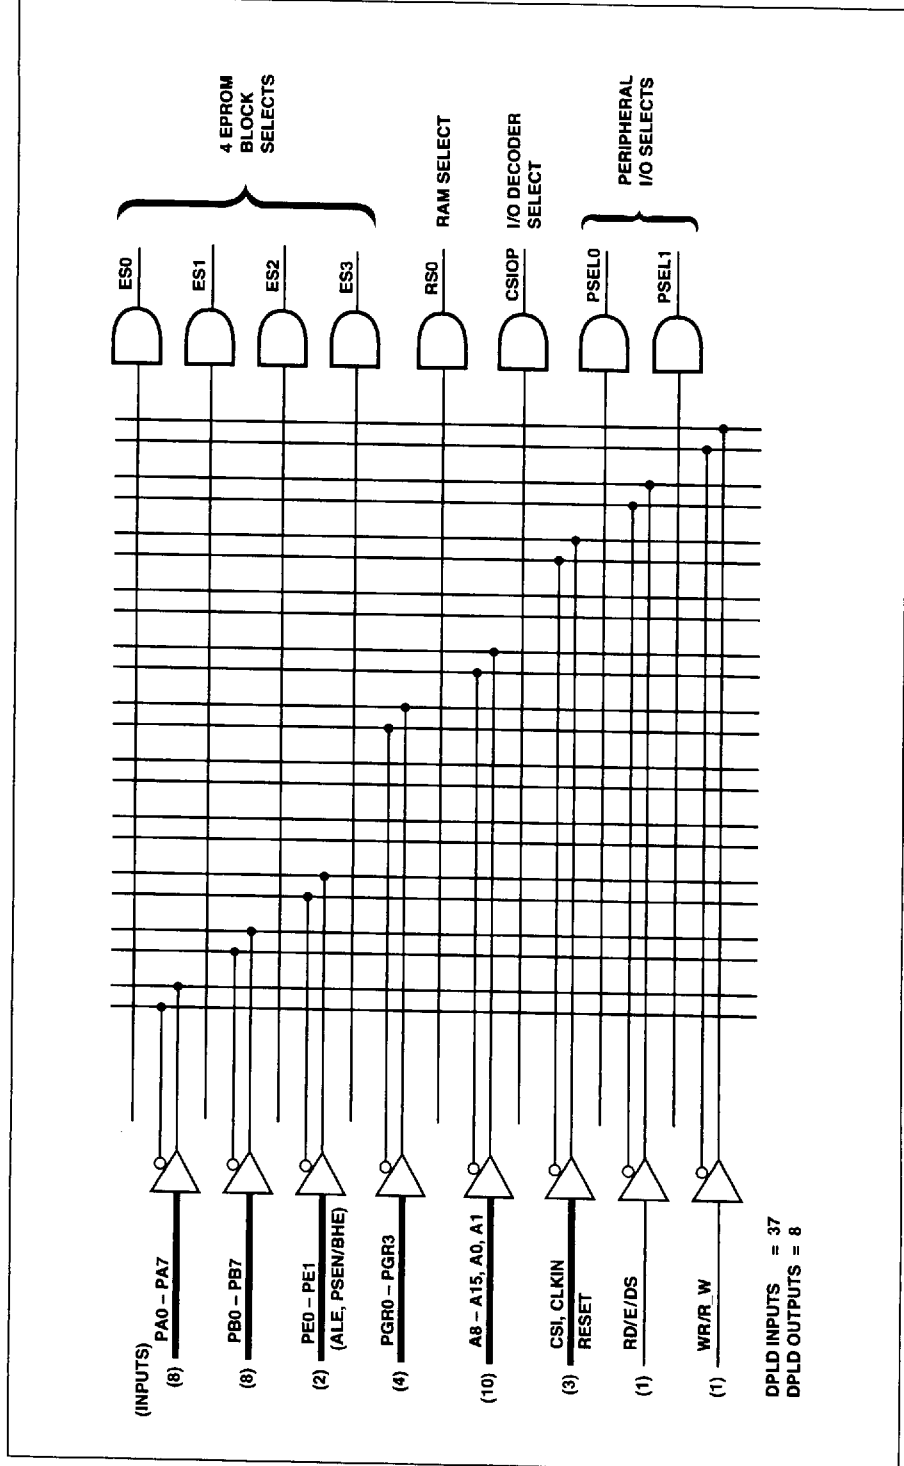 (INPUTS)
(8)
PA0 – PA7
(8)
PB0 – PB7
(2)
PE0 – PE1
(ALE, PSEN/BHE)
(4)
PGR0 – PGR3
(10)
A8 – A15, A0, A1
(3)
CSI, CLKIN
RESET
(1)
RD/E/DS
(1)
WR/R_W
DPLD INPUTS = 37
DPLD OUTPUTS = 8
ES0
ES1
ES2
ES3
RS0
CSIOP
PSEL0
PSEL1
4 EPROM
BLOCK
SELECTS
RAM SELECT
I/O DECODER
SELECT
PERIPHERAL
I/O SELECTS